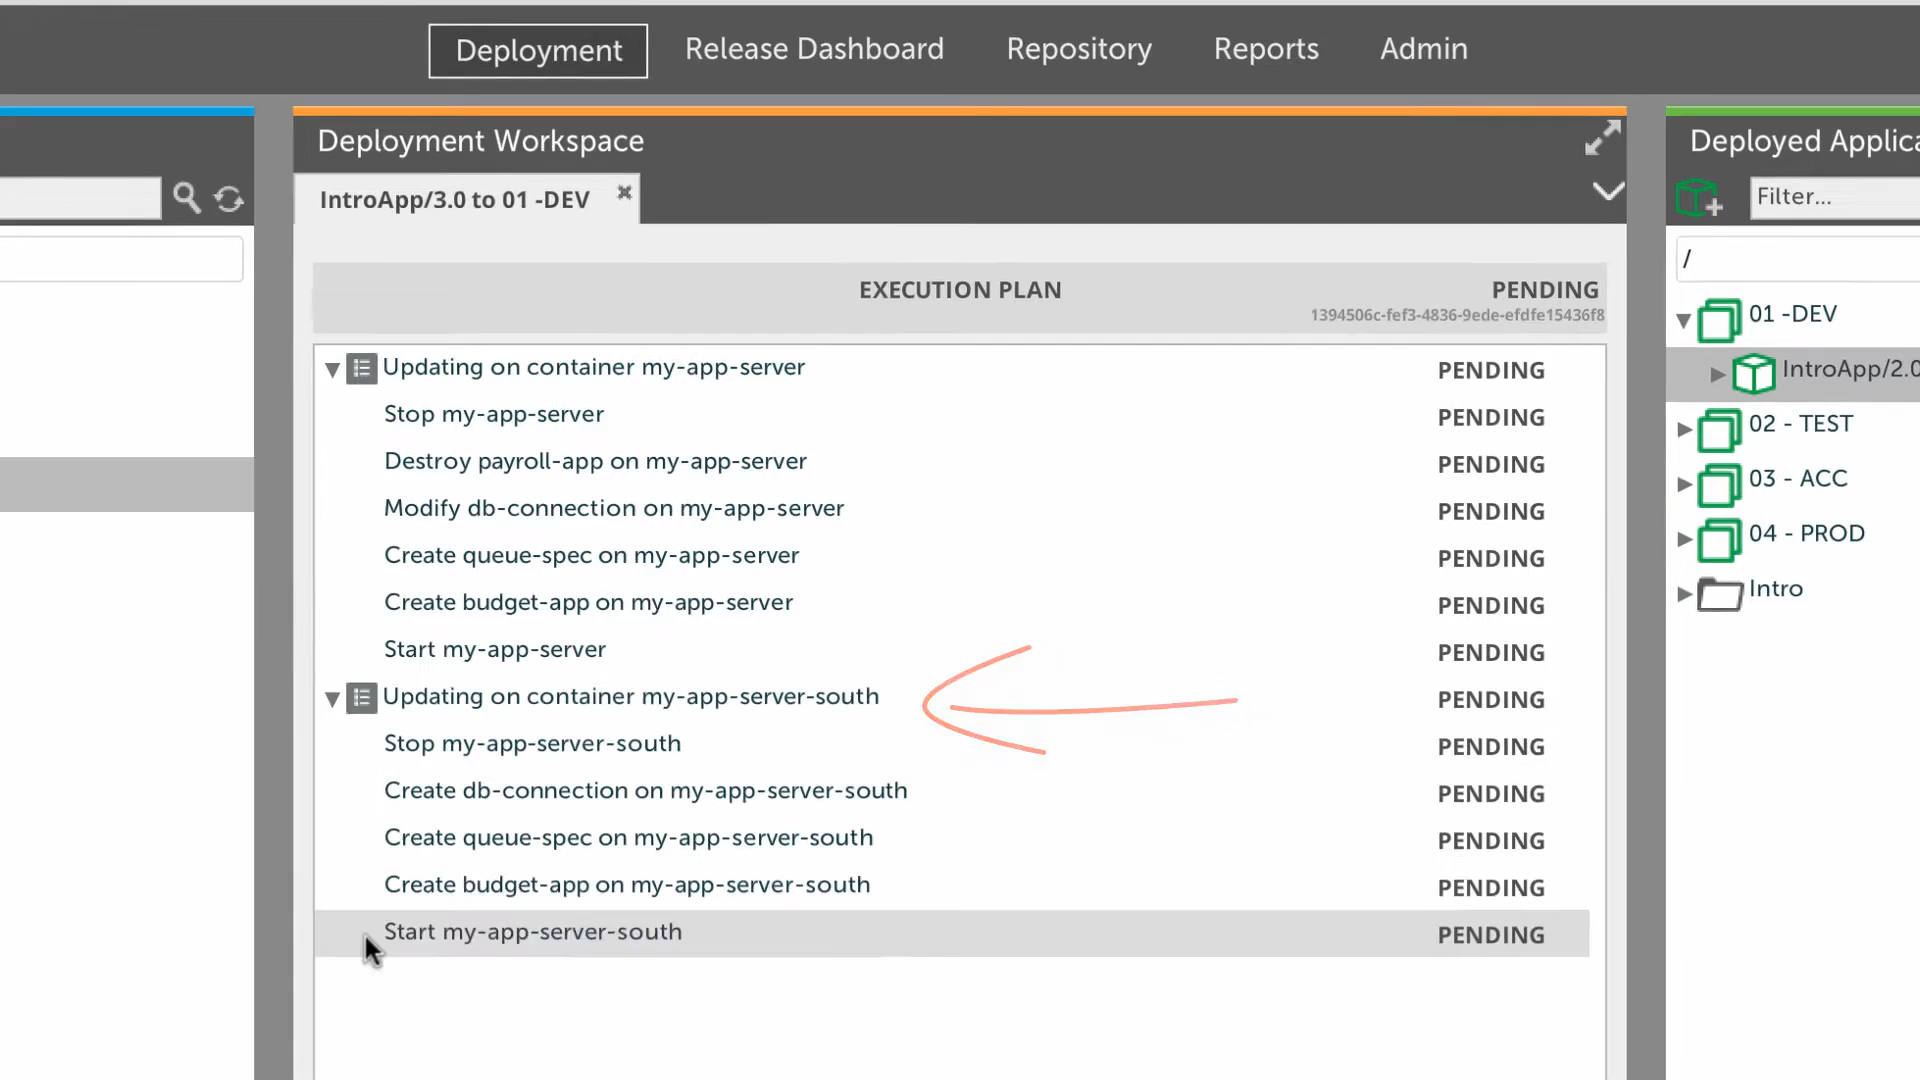 Deployment
Release Dashboard
Repository
Reports
Admin
Deployment Workspace
IntroApp/3.0 to 01 -DEV
EXECUTION PLAN
PENDING
1394506c-fef3-4836-9ede-efdfe15436f8
Updating on container my-app-server PENDING
Stop my-app-server PENDING
Destroy payroll-app on my-app-server PENDING
Modify db-connection on my-app-server PENDING
Create queue-spec on my-app-server PENDING
Create budget-app on my-app-server PENDING
Start my-app-server PENDING
Updating on container my-app-server-south PENDING
Stop my-app-server-south PENDING
Create db-connection on my-app-server-south PENDING
Create queue-spec on my-app-server-south PENDING
Create budget-app on my-app-server-south PENDING
Start my-app-server-south PENDING
Deployed Applica
Filter...
/
01 -DEV
IntroApp/2.0
02 - TEST
03 - ACC
04 - PROD
Intro